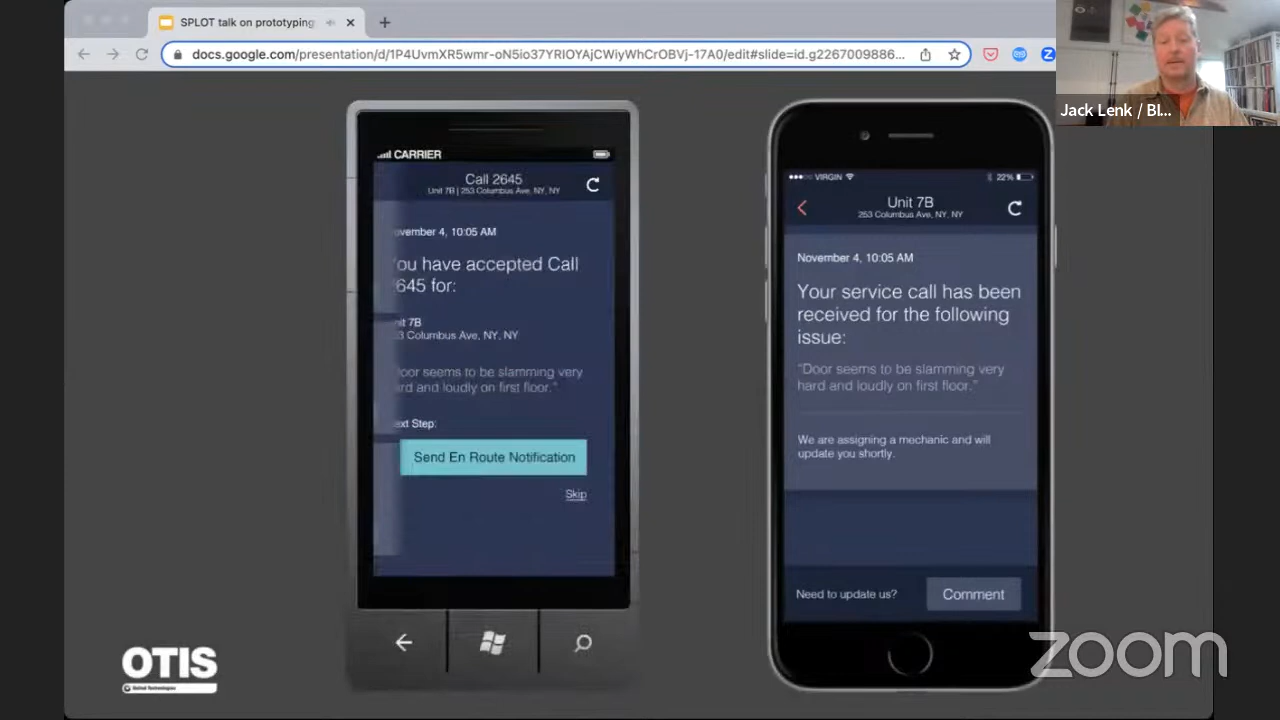 SPLOT talk on prototyping
docs.google.com/presentation/d/1P4UvmXR5wmr-oN5io37YRIOYAjCWiyWhCrOBVj-17A0/edit#slide=id.g2267009886...
Jack Lenk / Bl...
CARRIER
Call 2645
Unit 7B | 253 Columbus Ave, NY, NY
ovember 4, 10:05 AM
ou have accepted Call
645 for:
nit 7B
3 Columbus Ave, NY, NY
oor seems to be slamming very
ard and loudly on first floor."
ext Step:
Send En Route Notification
Skip
VIRGIN
22%
Unit 7B
253 Columbus Ave, NY, NY
November 4, 10:05 AM
Your service call has been
received for the following
issue:
"Door seems to be slamming very
hard and loudly on first floor."
We are assigning a mechanic and will
update you shortly.
Need to update us?
Comment
OTIS
United Technologies
zoom